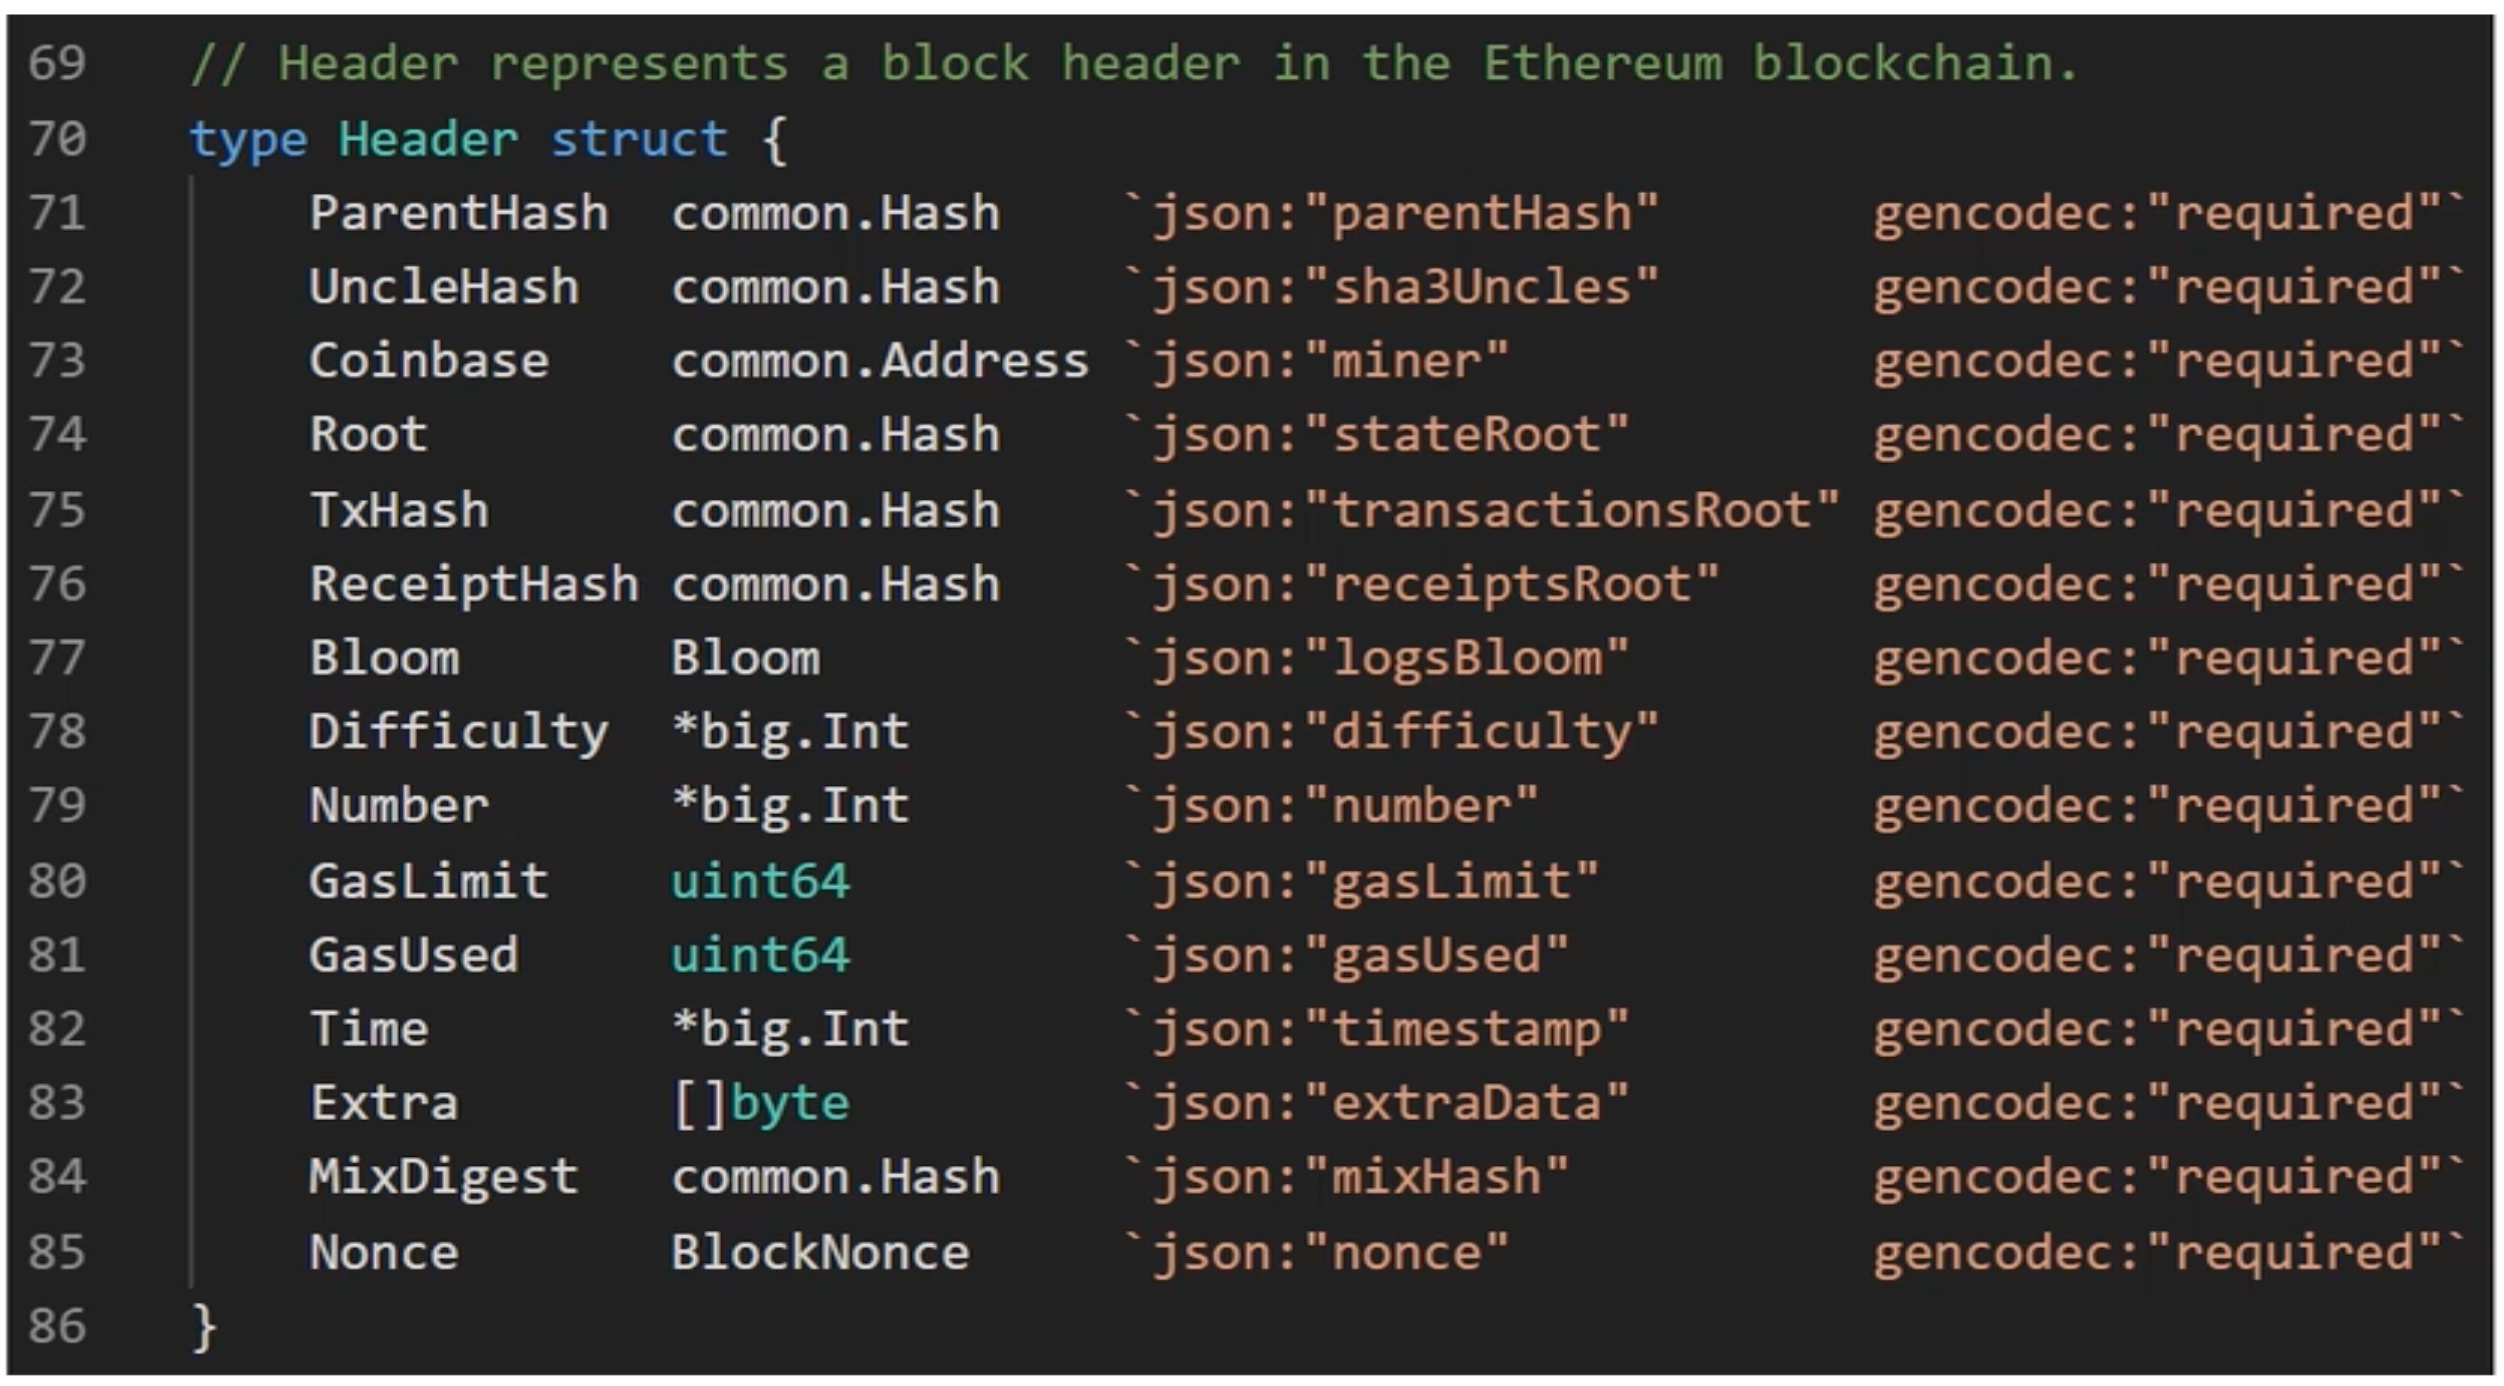 69 // Header represents a block header in the Ethereum blockchain.
70 type Header struct {
71 ParentHash common.Hash `json:"parentHash" gencodec:"required"`
72 UncleHash common.Hash `json:"sha3Uncles" gencodec:"required"`
73 Coinbase common.Address `json:"miner" gencodec:"required"`
74 Root common.Hash `json:"stateRoot" gencodec:"required"`
75 TxHash common.Hash `json:"transactionsRoot" gencodec:"required"`
76 ReceiptHash common.Hash `json:"receiptsRoot" gencodec:"required"`
77 Bloom Bloom `json:"logsBloom" gencodec:"required"`
78 Difficulty *big.Int `json:"difficulty" gencodec:"required"`
79 Number *big.Int `json:"number" gencodec:"required"`
80 GasLimit uint64 `json:"gasLimit" gencodec:"required"`
81 GasUsed uint64 `json:"gasUsed" gencodec:"required"`
82 Time *big.Int `json:"timestamp" gencodec:"required"`
83 Extra []byte `json:"extraData" gencodec:"required"`
84 MixDigest common.Hash `json:"mixHash" gencodec:"required"`
85 Nonce BlockNonce `json:"nonce" gencodec:"required"`
86 }